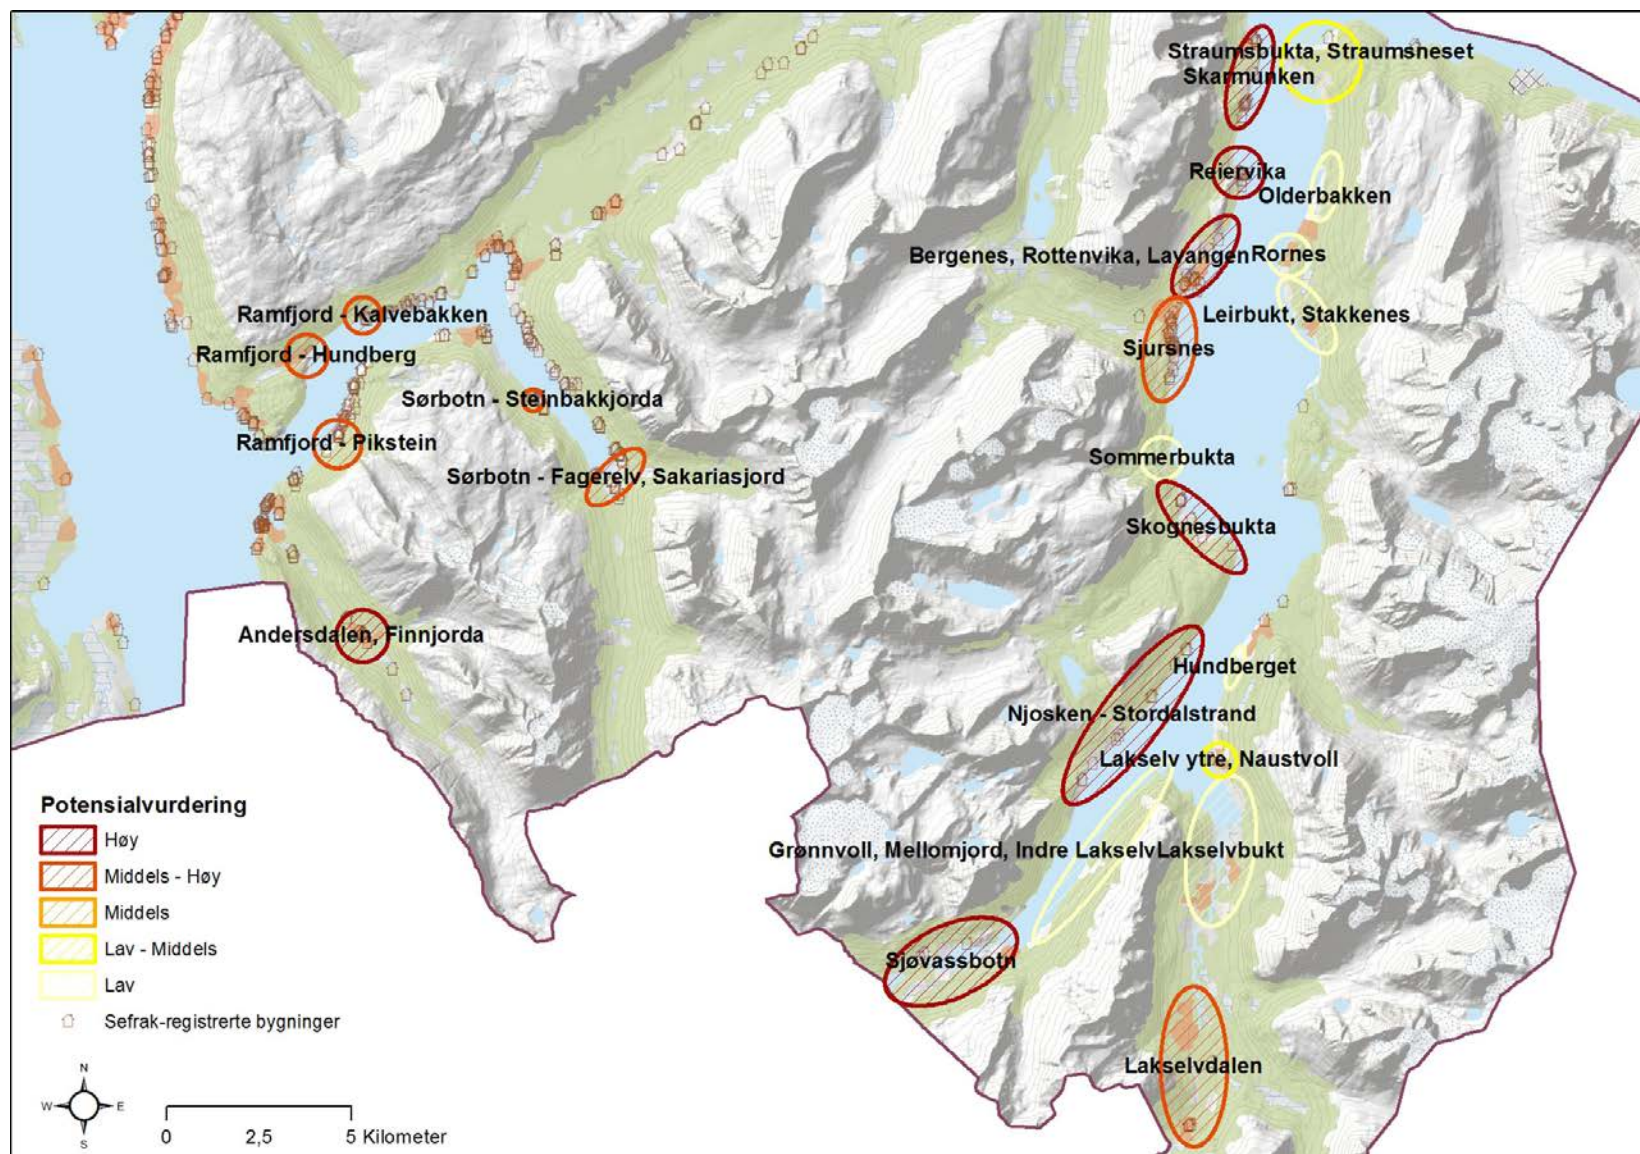 Straumsbukta, Straumsneset
Skarmunken
Reiervika
Olderbakken
Bergenes, Rottenvika, Lavangen
Rornes
Ramfjord - Kalvebakken
Leirbukt, Stakkenes
Ramfjord - Hundberg
Sjursnes
Sørbotn - Steinbakkjorda
Ramfjord - Pikstein
Sommerbukta
Sørbotn - Fagerelv, Sakariasjord
Skognesbukta
Andersdalen, Finnjorda
Hundberget
Njosken - Stordalstrand
Lakselv ytre, Naustvoll
Grønnvoll, Mellomjord, Indre Lakselv
Lakselvbukt
Sjøvassbotn
Lakselvdalen
Potensialvurdering
Høy
Middels - Høy
Middels
Lav - Middels
Lav
Sefrak-registrerte bygninger
N
W
E
S
0
2,5
5 Kilometer